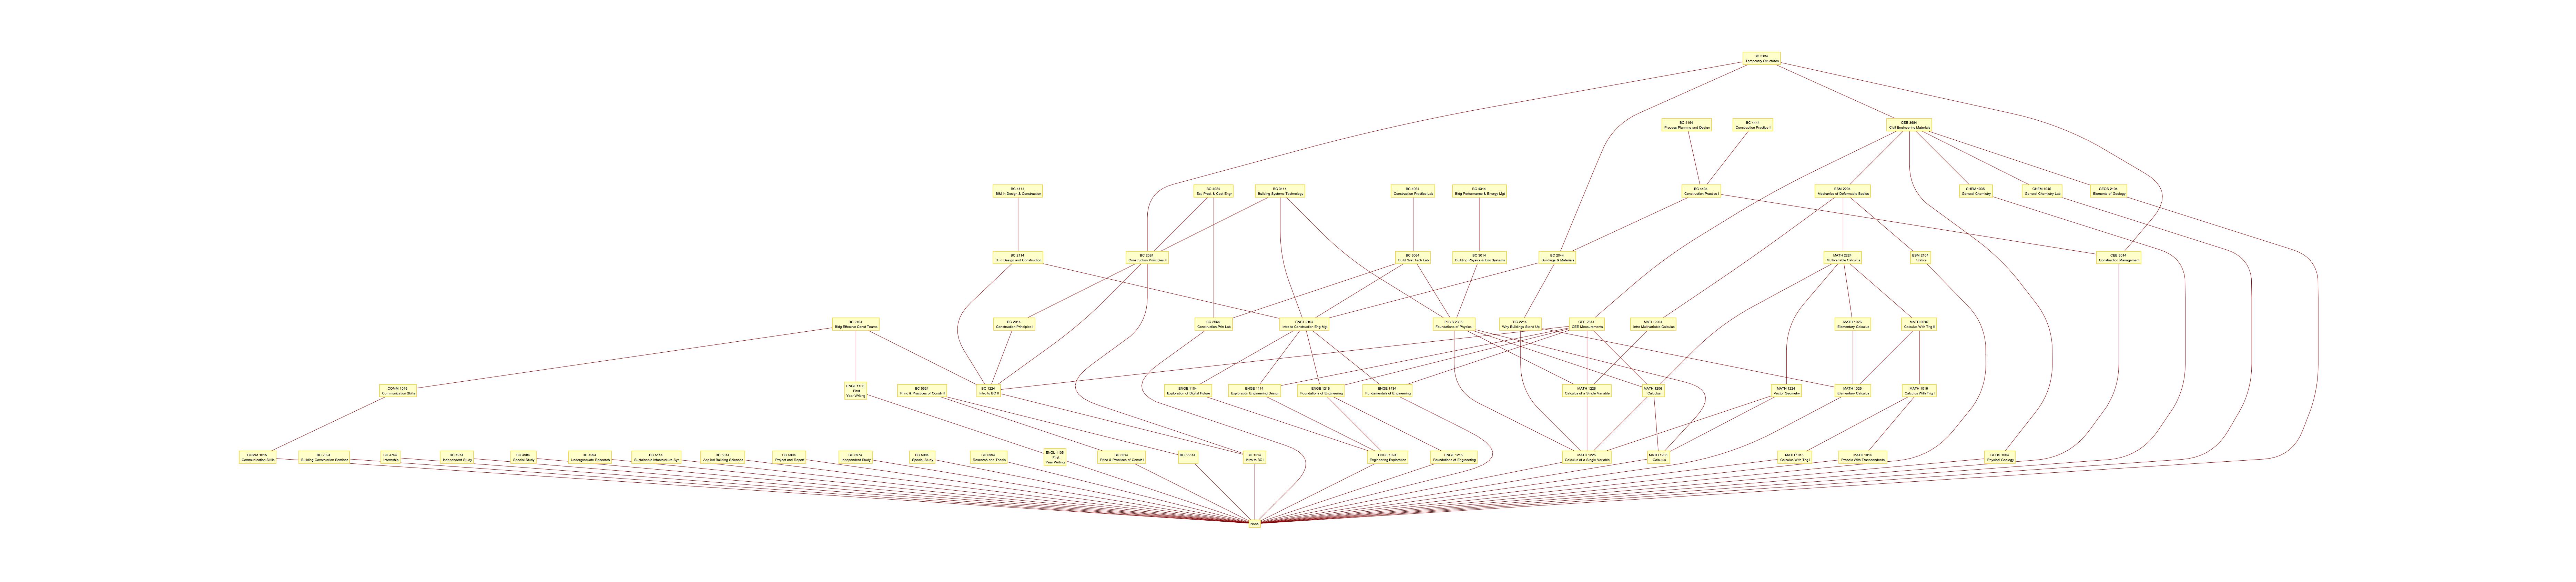 BC 3134
Temporary Structures
BC 4164
Process Planning and Design
BC 4444
Construction Practice II
CEE 3684
Civil Engineering Materials
BC 4114
BIM in Design & Construction
BC 4324
Sol, Prod, & Cost Engr
BC 3114
Building Systems Technology
BC 4064
Construction Practice Lab
BC 4314
Bldg Performance & Energy Mgt
BC 4434
Construction Practice I
ESM 2204
Mechanics of Deformable Bodies
CHEM 1035
General Chemistry
CHEM 1045
General Chemistry Lab
GEOS 2104
Elements of Geology
BC 2114
IT in Design and Construction
BC 2024
Construction Principles II
BC 3064
Build Syst Tech Lab
BC 3014
Building Physics & Env Systems
BC 2044
Buildings & Materials
MATH 2224
Multivariable Calculus
ESM 2104
Statics
CEE 3014
Construction Management
BC 2104
Bldg Effective Const Teams
BC 2014
Construction Principles I
BC 2064
Construction Prin Lab
CNST 2104
Intro to Construction Eng Mgt
PHYS 2305
Foundations of Physics I
BC 2214
Why Buildings Stand Up
CEE 2814
CEE Measurements
MATH 2204
Intro Multivariable Calculus
MATH 1026
Elementary Calculus
MATH 2015
Calculus With Trig II
COMM 1016
Communication Skills
ENGL 1106
First
Year Writing
BC 5024
Princ & Practices of Constr II
BC 1224
Intro to BC II
ENGE 1104
Exploration of Digital Future
ENGE 1114
Exploration Engineering Design
ENGE 1216
Foundations of Engineering
ENGE 1434
Fundamentals of Engineering
MATH 1226
Calculus of a Single Variable
MATH 1206
Calculus
MATH 1224
Vector Geometry
MATH 1025
Elementary Calculus
MATH 1016
Calculus With Trig I
COMM 1015
Communication Skills
BC 2094
Building Construction Seminar
BC 4754
Internship
BC 4974
Independent Study
BC 4984
Special Study
BC 4994
Undergraduate Research
BC 5144
Sustainable Infrastructure Sys
BC 5314
Applied Building Sciences
BC 5904
Project and Report
BC 5974
Independent Study
BC 5984
Special Study
BC 5994
Research and Thesis
ENGL 1105
First
Year Writing
BC 5014
Princ & Practices of Constr I
BC 1214
Intro to BC I
ENGE 1024
Engineering Exploration
ENGE 1215
Foundations of Engineering
MATH 1225
Calculus of a Single Variable
MATH 1205
Calculus
MATH 1015
Calculus With Trig I
MATH 1014
Precalc With Transcendental
GEOS 1004
Physical Geology
None